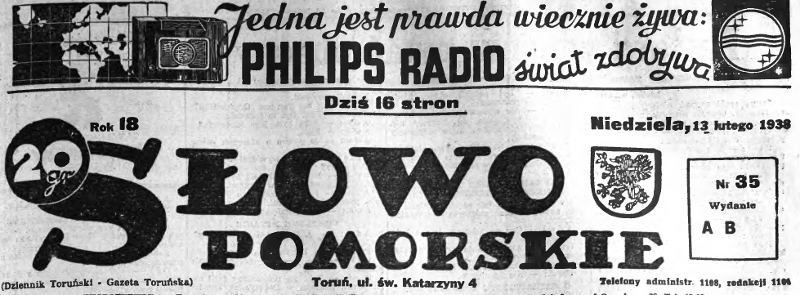 Jedna jest prawda wiecznie żywa:
PHILIPS RADIO świat zdobywa
Dziś 16 stron
20 gr
Rok 18
Niedziela, 13 lutego 1938
SŁOWO
POMORSKIE
Nr 35
Wydanie
A B
(Dziennik Toruński - Gazeta Toruńska)
Toruń, ul. św. Katarzyny 4
Telefony administr. 1108, redakcji 1104